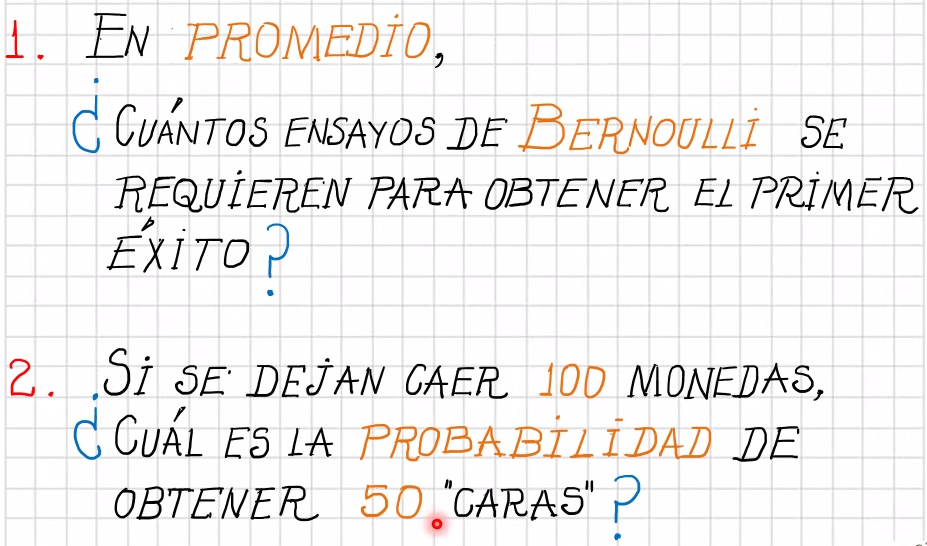 1. EN PROMEDIO,
¿CUÁNTOS ENSAYOS DE BERNOULLI SE
REQUIEREN PARA OBTENER EL PRIMER
ÉXITO?
2. SI SE DEJAN CAER 100 MONEDAS,
¿CUÁL ES LA PROBABILIDAD DE
OBTENER 50 "CARAS"?